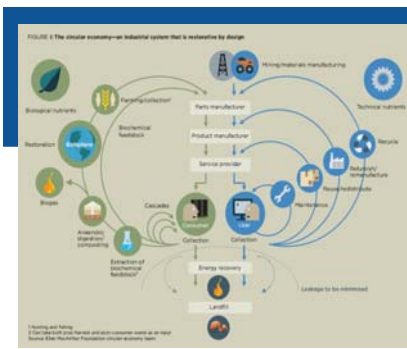 FIGURE 6 The circular economy—an industrial system that is restorative by design
Mining/materials manufacturing
Farming/collection¹
Parts manufacturer
Biological nutrients
Technical nutrients
Biochemical
feedstock
Product manufacturer
Restoration
Biosphere
Recycle
Service provider
Refurbish/
remanufacture
Reuse/redistribute
Biogas
Maintenance
Cascades
Anaerobic
digestion/
composting
Consumer
User
Collection
Collection
Extraction of
biochemical
feedstock²
Energy recovery
Leakage to be minimised
Landfill
1 Hunting and fishing
2 Can take both post-harvest and post-consumer waste as an input
Source: Ellen MacArthur Foundation circular economy team